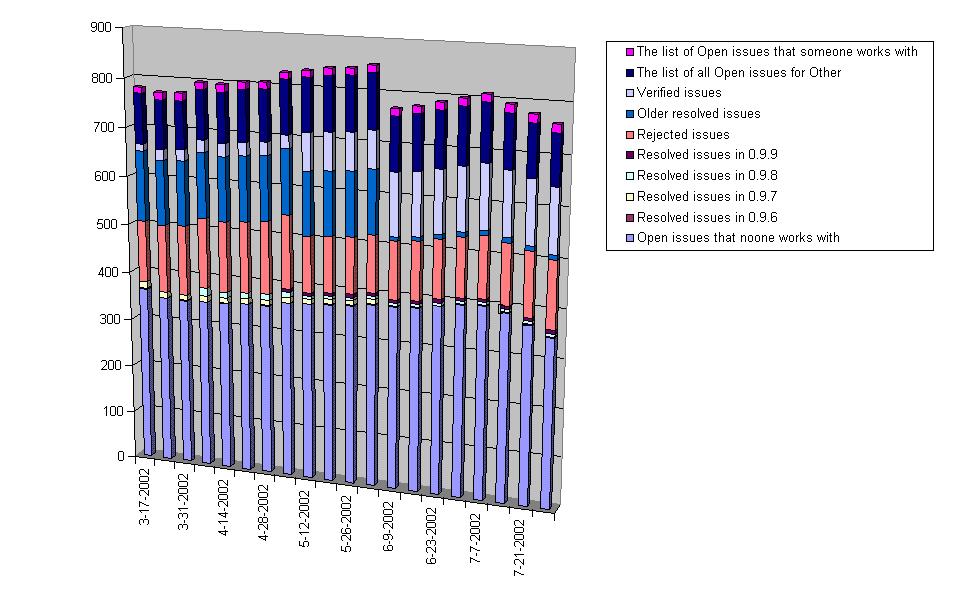 900
800
700
600
500
400
300
200
100
0
3-17-2002
3-31-2002
4-14-2002
4-28-2002
5-12-2002
5-26-2002
6-9-2002
6-23-2002
7-7-2002
7-21-2002
The list of Open issues that someone works with
The list of all Open issues for Other
Verified issues
Older resolved issues
Rejected issues
Resolved issues in 0.9.9
Resolved issues in 0.9.8
Resolved issues in 0.9.7
Resolved issues in 0.9.6
Open issues that noone works with